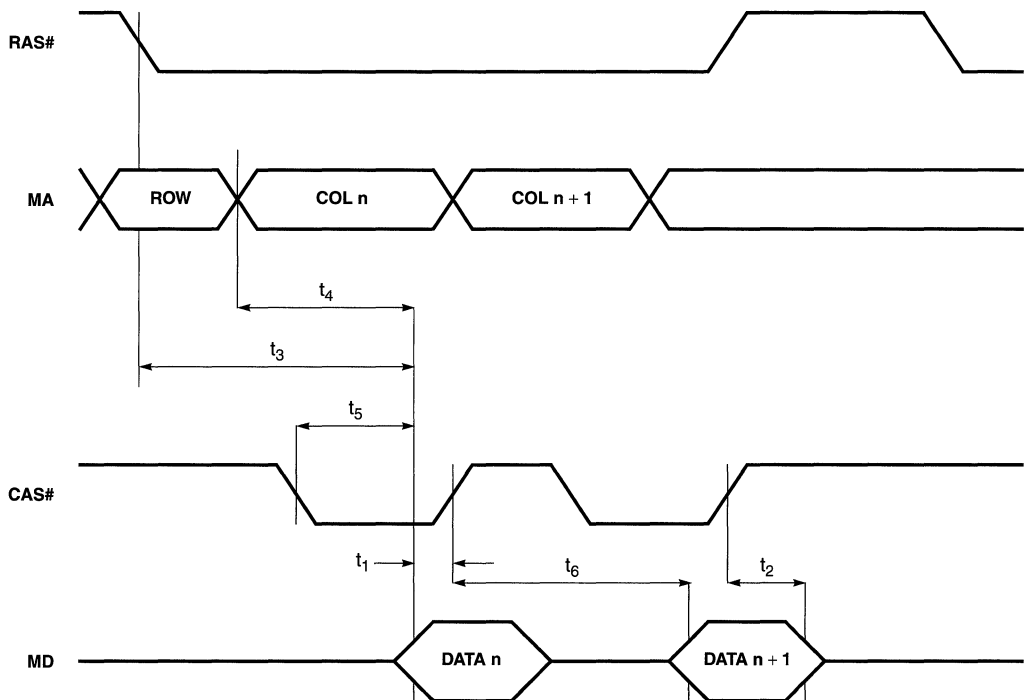 RAS#
MA
ROW
COL n
COL n + 1
t4
t3
t5
CAS#
t1
t6
t2
MD
DATA n
DATA n + 1